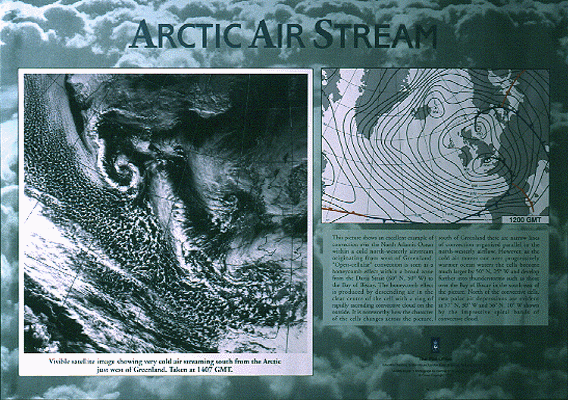 ARCTIC AIR STREAM
1200 GMT
This picture shows an excellent example of
convection over the North Atlantic Ocean
within a cold north-westerly airstream
originating from west of Greenland.
"Open-cellular" convection is seen as a
honeycomb effect within a broad zone
from the Davis Strait (60° N, 50° W) to
the Bay of Biscay. The honeycomb effect
is produced by descending air in the
clear centre of the cell with a ring of
rapidly ascending convective cloud on the
outside. It is noteworthy how the character
of the cells changes across the picture.
south of Greenland there are narrow lines
of convection organised parallel to the
north-westerly airflow. However, as the
cold air moves out over progressively
warmer ocean waters the cells become
much larger by 50° N, 25° W and develop
further into thunderstorms such as those
over the Bay of Biscay in the south-east of
the picture. North of the convective cells,
two polar air depressions are evident
at N, W and N, W shown
by the impressive spiral bands of
convective cloud.
Visible satellite image showing very cold air streaming south from the Arctic
just west of Greenland. Taken at 1407 GMT.